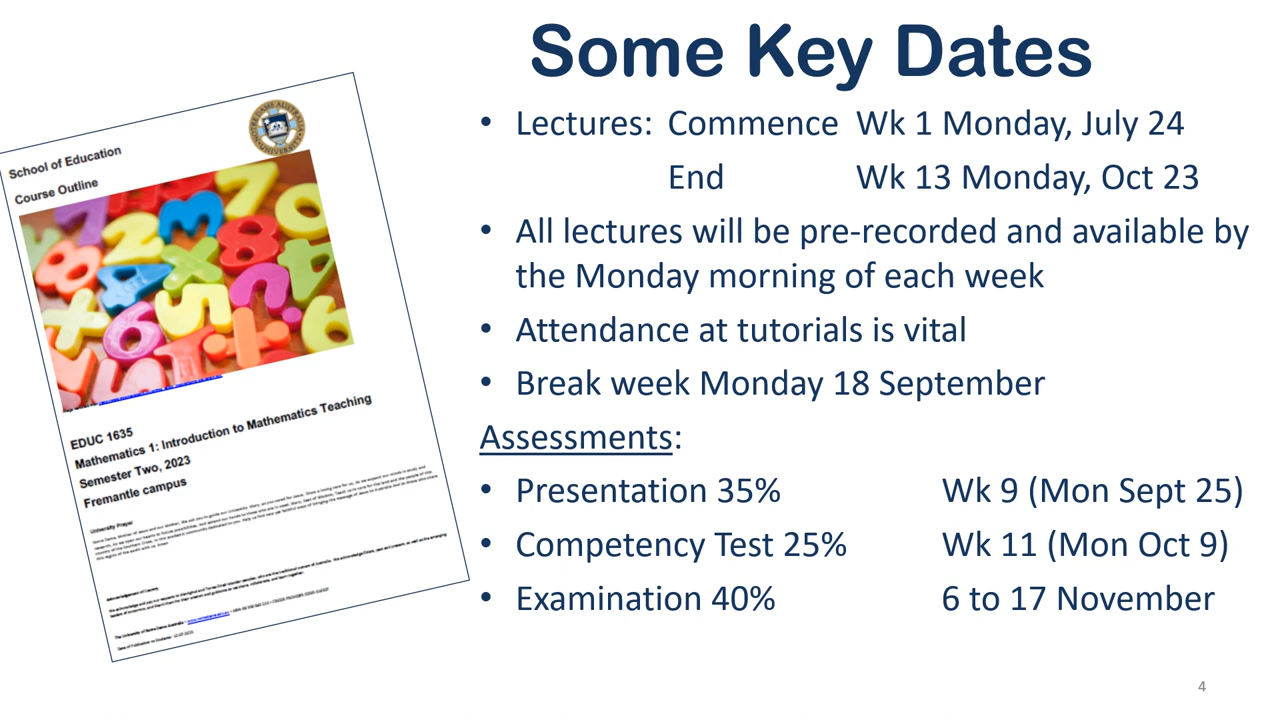 Some Key Dates
School of Education
Course Outline
EDUC 1635
Mathematics 1: Introduction to Mathematics Teaching
Semester Two, 2023
Fremantle campus
University Prayer
• Lectures: Commence Wk 1 Monday, July 24
End Wk 13 Monday, Oct 23
• All lectures will be pre-recorded and available by
the Monday morning of each week
• Attendance at tutorials is vital
• Break week Monday 18 September
Assessments:
• Presentation 35% Wk 9 (Mon Sept 25)
• Competency Test 25% Wk 11 (Mon Oct 9)
• Examination 40% 6 to 17 November
4